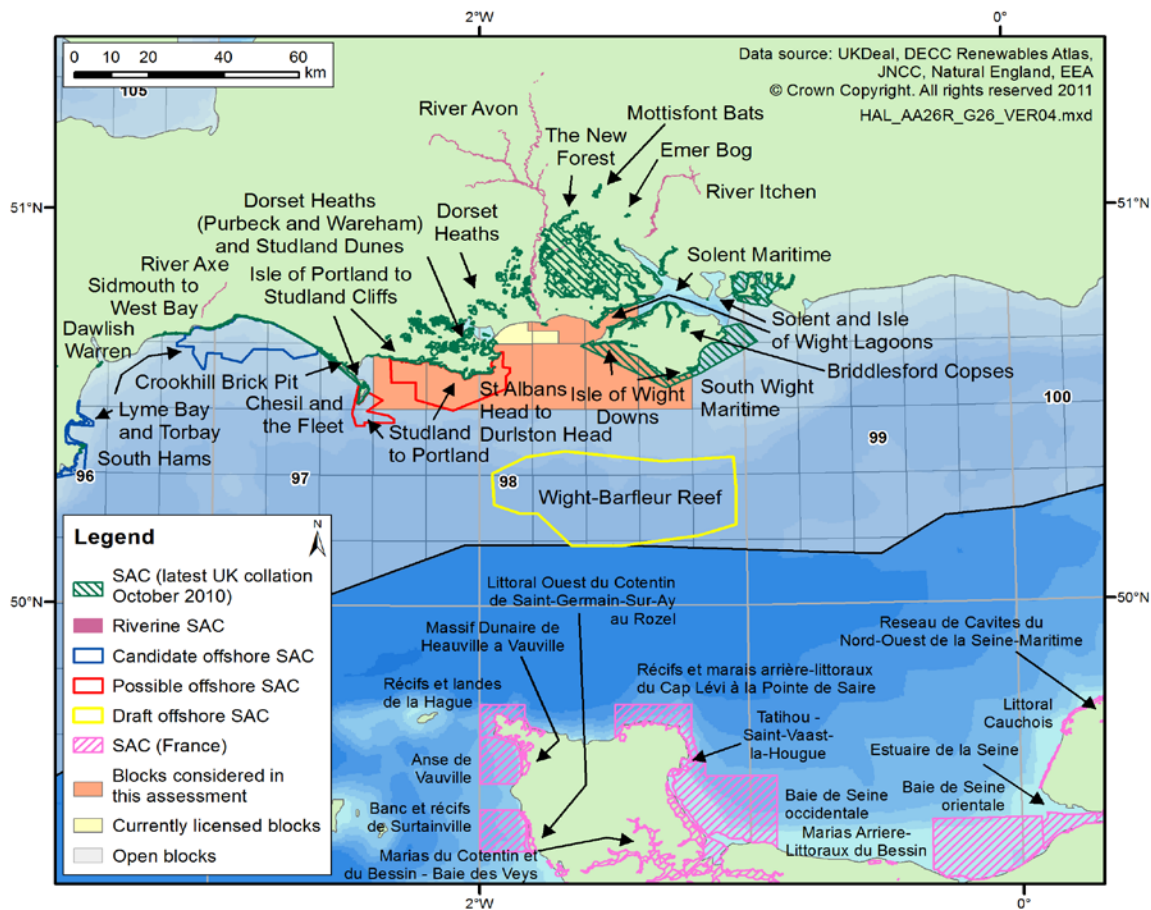 2°W
0°
0 10 20 40 60
km
Data source: UKDeal, DECC Renewables Atlas,
JNCC, Natural England, EEA
© Crown Copyright. All rights reserved 2011
HAL_AA26R_G26_VER04.mxd
105
River Avon
Mottisfont Bats
The New
Forest
Emer Bog
River Itchen
51°N
51°N
Dorset Heaths
(Purbeck and Wareham)
and Studland Dunes
Dorset
Heaths
Isle of Portland to
Studland Cliffs
Solent Maritime
River Axe
Sidmouth to
West Bay
Dawlish
Warren
Solent and Isle
of Wight Lagoons
Briddlesford Copses
Crookhill Brick Pit
Chesil and
the Fleet
Lyme Bay
and Torbay
South Hams
St Albans
Head to
Durlston Head
Studland
to Portland
Isle of Wight
Downs
South Wight
Maritime
100
99
96
97
98
Wight-Barfleur Reef
50°N
50°N
Legend
N
SAC (latest UK collation
October 2010)
Riverine SAC
Candidate offshore SAC
Possible offshore SAC
Draft offshore SAC
SAC (France)
Blocks considered in
this assessment
Currently licensed blocks
Open blocks
Littoral Ouest du Cotentin
de Saint-Germain-Sur-Ay
au Rozel
Massif Dunaire de
Heauville a Vauville
Récifs et landes
de la Hague
Récifs et marais arrière-littoraux
du Cap Lévi à la Pointe de Saire
Reseau de Cavites du
Nord-Ouest de la Seine-Maritime
Tatihou -
Saint-Vaast-
la-Hougue
Littoral
Cauchois
Anse de
Vauville
Estuaire de la Seine
Baie de Seine
orientale
Banc et récifs
de Surtainville
Baie de Seine
occidentale
Marias Arriere-
Littoraux du Bessin
Marias du Cotentin et
du Bessin - Baie des Veys
2°W
0°